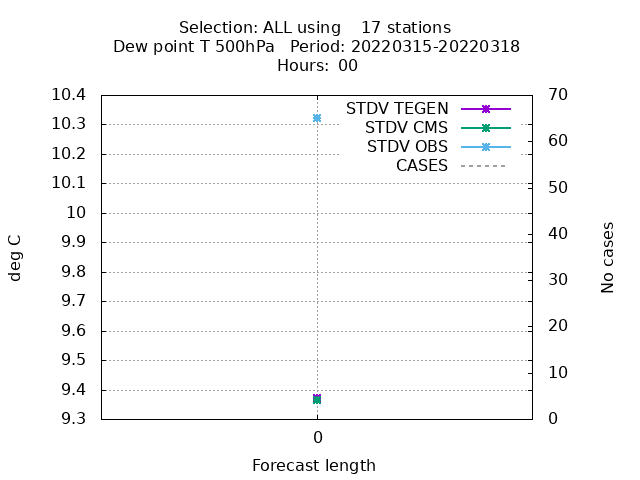 Selection: ALL using    17 stations
Dew point T 500hPa   Period: 20220315-20220318
Hours: 00
10.4
10.3
10.2
10.1
10
9.9
9.8
9.7
9.6
9.5
9.4
9.3
70
60
50
40
30
20
10
0
STDV TEGEN
STDV CMS
STDV OBS
CASES
deg C
No cases
0
Forecast length